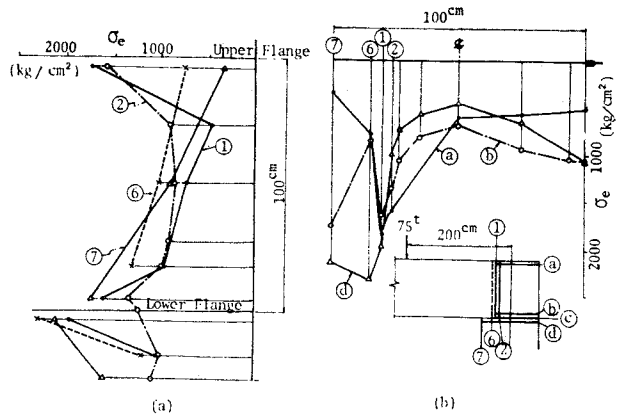 σe
2000
1000
Upper Flange
(kg/cm²)
②
①
⑥
⑦
100cm
Lower Flange
(a)
100cm
⑦
⑥
①
②
℄
(kg/cm²)
1000
σe
2000
ⓐ
ⓑ
ⓓ
75t
200cm
①
ⓐ
ⓑ
ⓒ
ⓓ
⑥
②
⑦
(b)